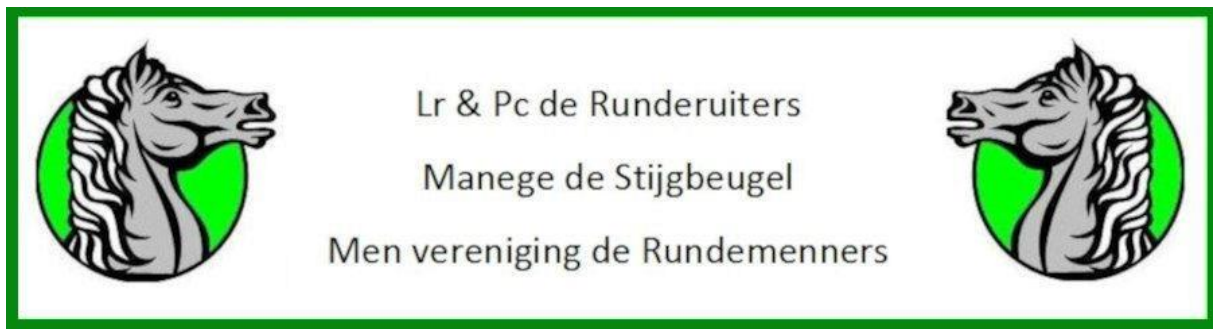 Lr & Pc de Runderuiters
Manege de Stijgbeugel
Men vereniging de Rundemenners